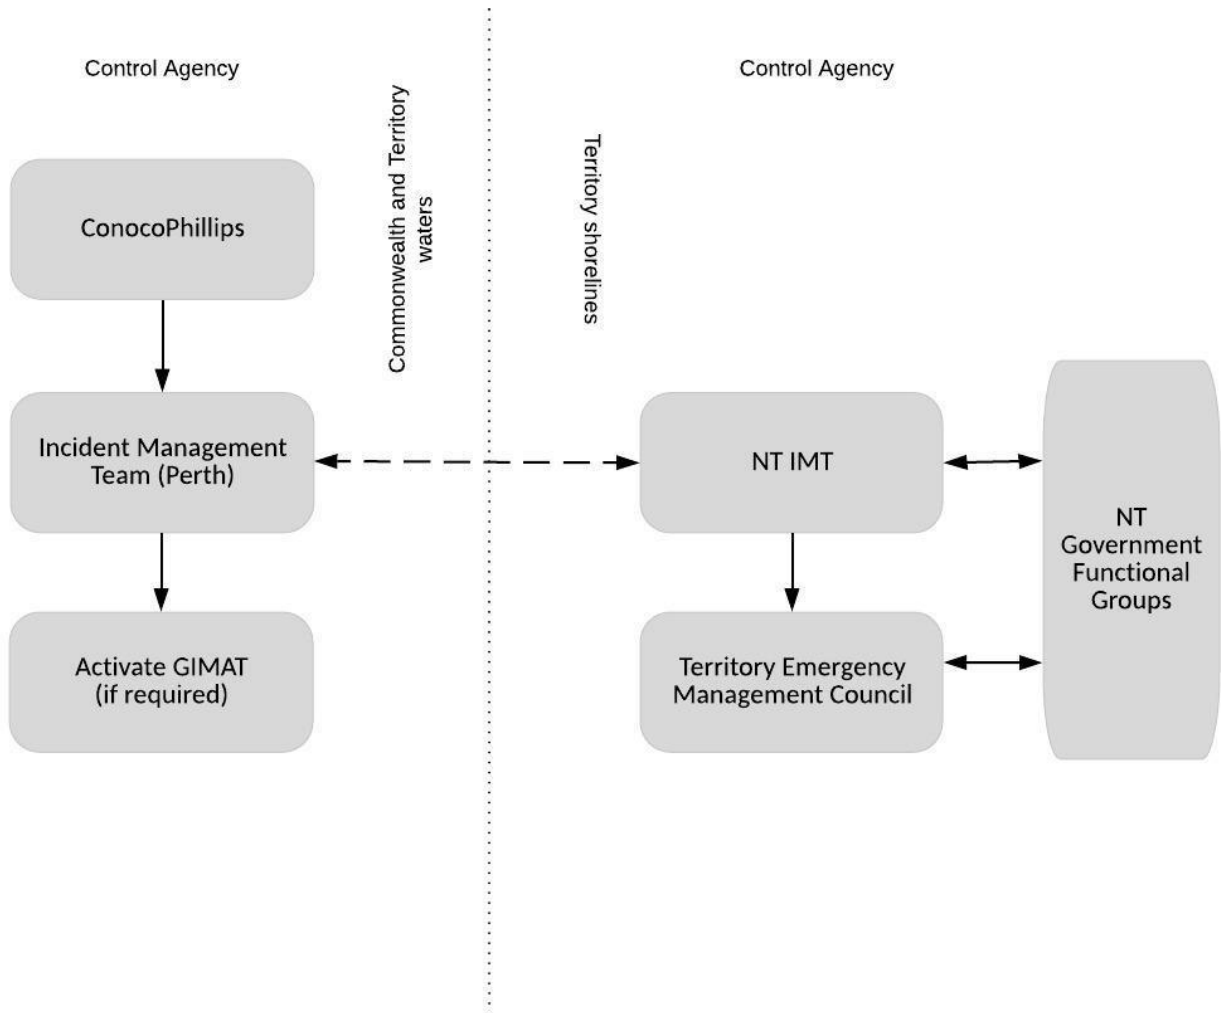 Control Agency
Control Agency
Commonwealth and Territory
waters
Territory shorelines
ConocoPhillips
Incident Management
Team (Perth)
NT IMT
NT
Government
Functional
Groups
Activate GIMAT
(if required)
Territory Emergency
Management Council